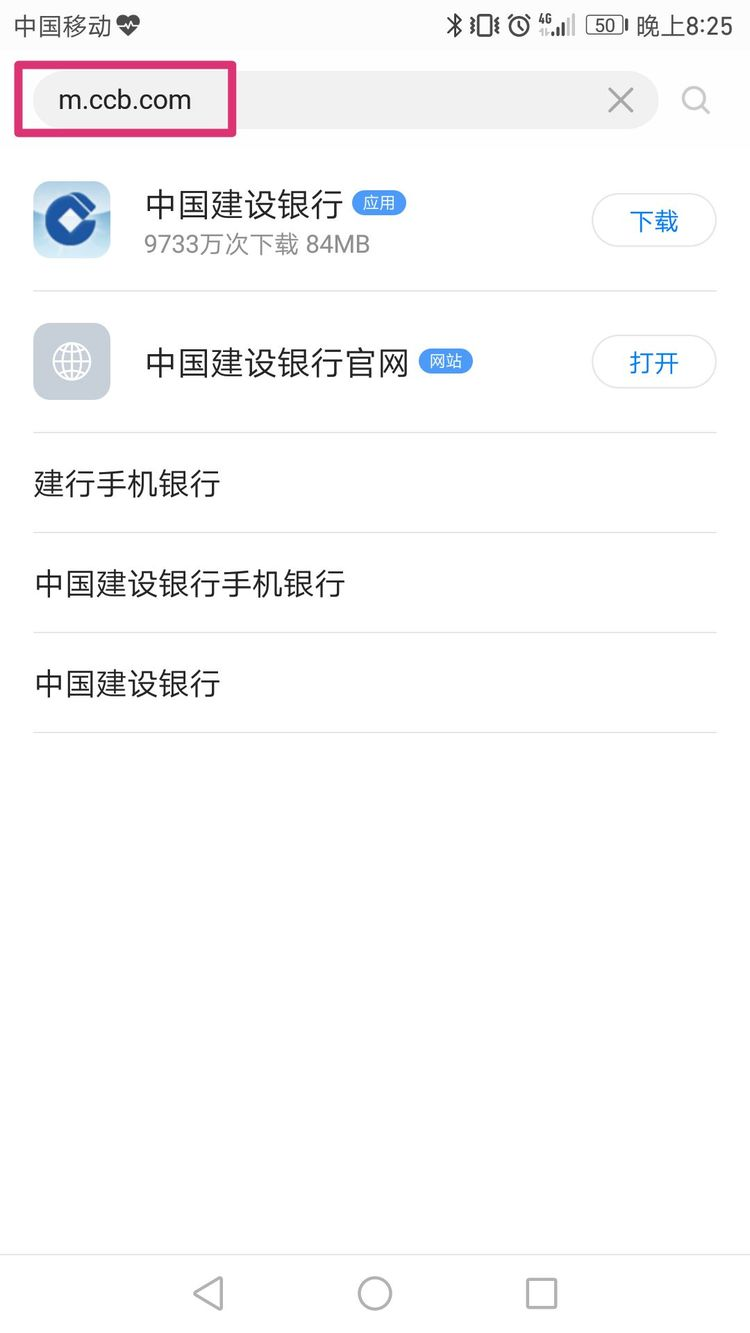 中国移动 4G 50 晚上8:25
m.ccb.com
中国建设银行 应用
9733万次下载 84MB
下载
中国建设银行官网 网站
打开
建行手机银行
中国建设银行手机银行
中国建设银行